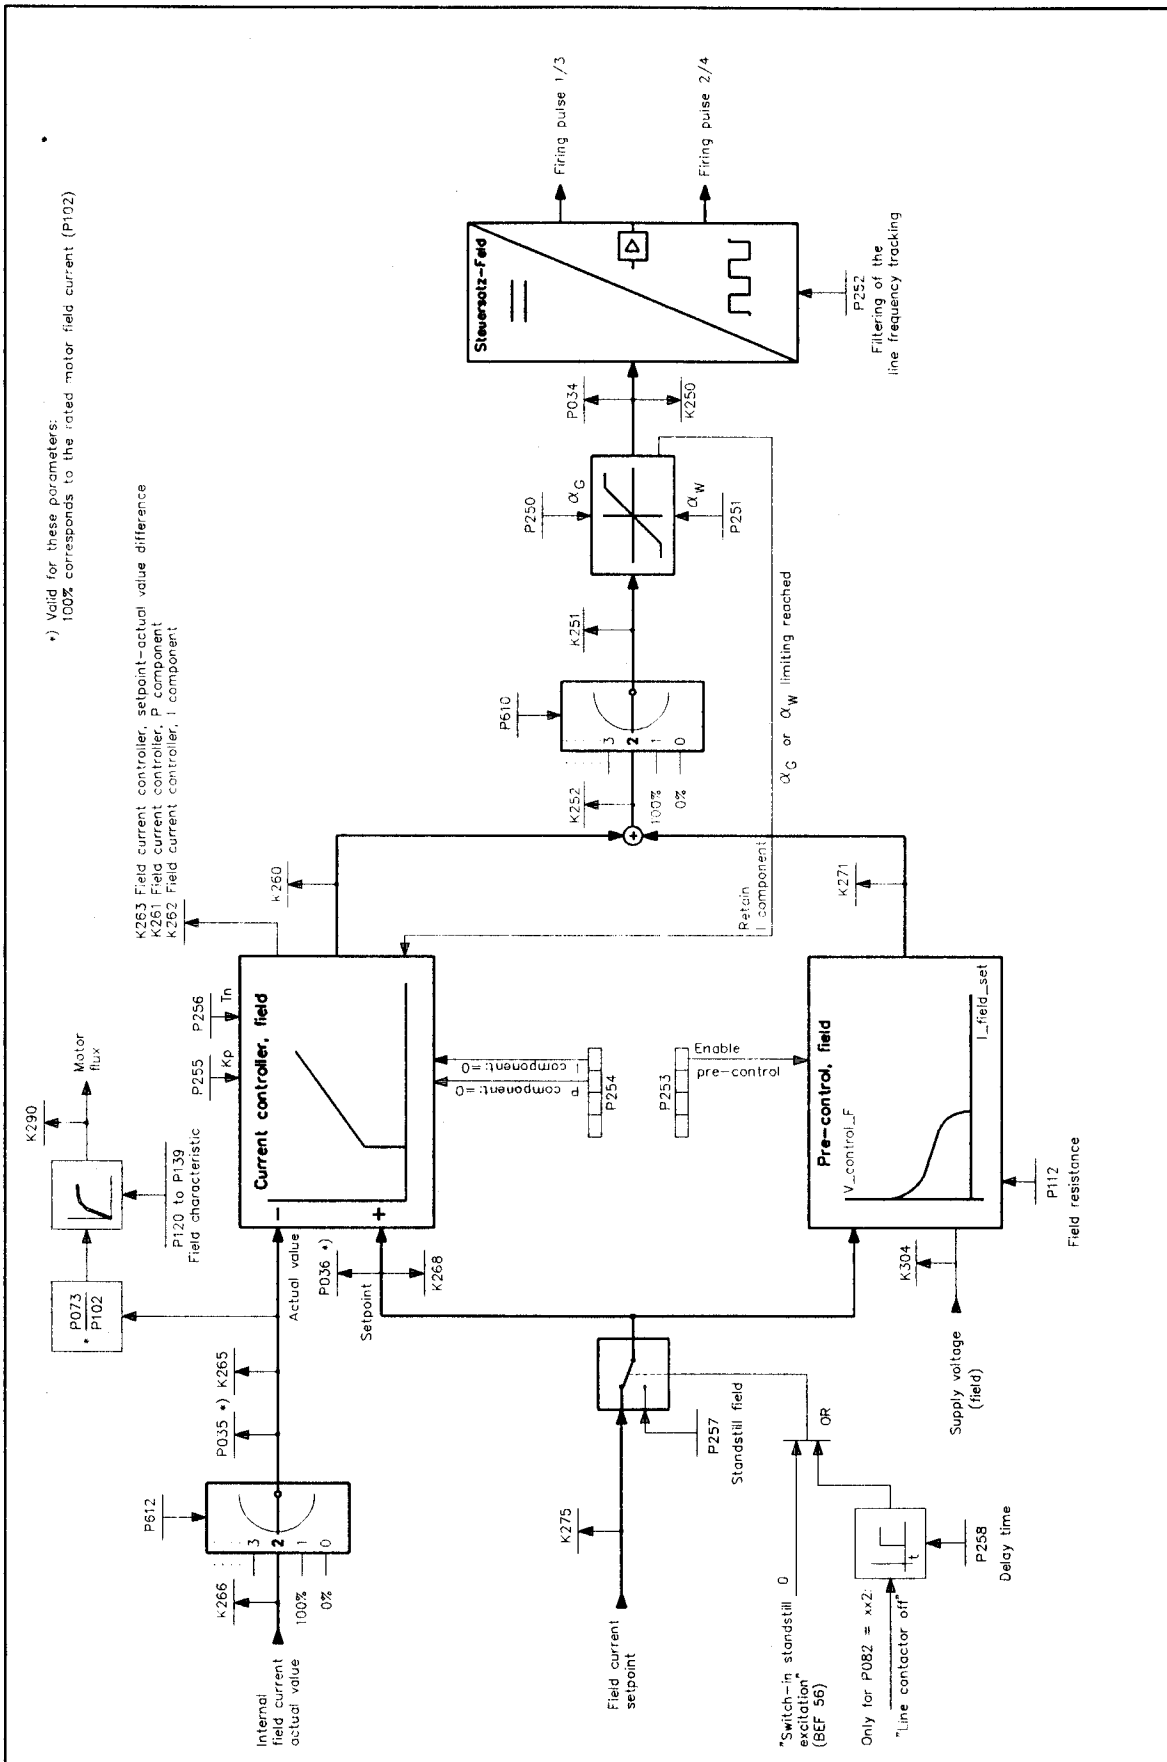 *) Valid for these parameters:
100% corresponds to the rated motor field current (P102)
K263 Field current controller, setpoint-actual value difference
K261 Field current controller, P component
K262 Field current controller, I component
Internal
field current
actual value
K266
100%
0%
3
2
1
0
P612
P035 *)
K265
* P073
P102
P120 to P139
Field characteristic
K290
Motor
flux
Actual value
Setpoint
P036 *)
K268
P255
Kp
P256
Tn
Current controller, field
−
+
K260
P component: =0
I component: =0
P254
P253
Enable
pre-control
Retain
I component
α_G or α_W limiting reached
Field current
setpoint
K275
P257
Standstill field
"Switch-in standstill
excitation"
(BEF 56)
0
OR
Only for P082 = xx2:
"Line contactor off"
t
P258
Delay time
Supply voltage
(field)
K304
P112
Field resistance
Pre-control, field
V_control_F
I_field_set
K271
+
K252
100%
0%
3
2
1
0
P610
K251
P250
α_G
α_W
P251
P034
K250
Steuersatz-Feld
P252
Filtering of the
line frequency tracking
Firing pulse 1/3
Firing pulse 2/4